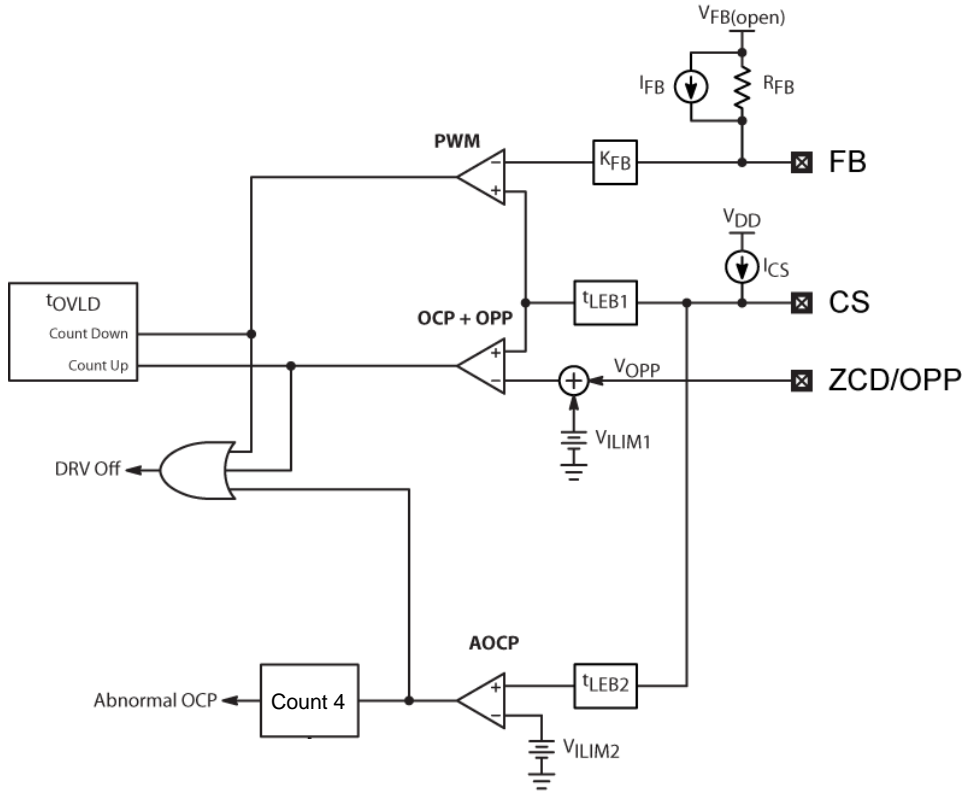 VFB(open)
IFB
RFB
PWM
−
+
KFB
FB
VDD
ICS
tOVLD
Count Down
Count Up
OCP + OPP
+
−
tLEB1
CS
+
VOPP
ZCD/OPP
VILIM1
DRV Off
AOCP
+
−
tLEB2
Abnormal OCP
Count 4
VILIM2